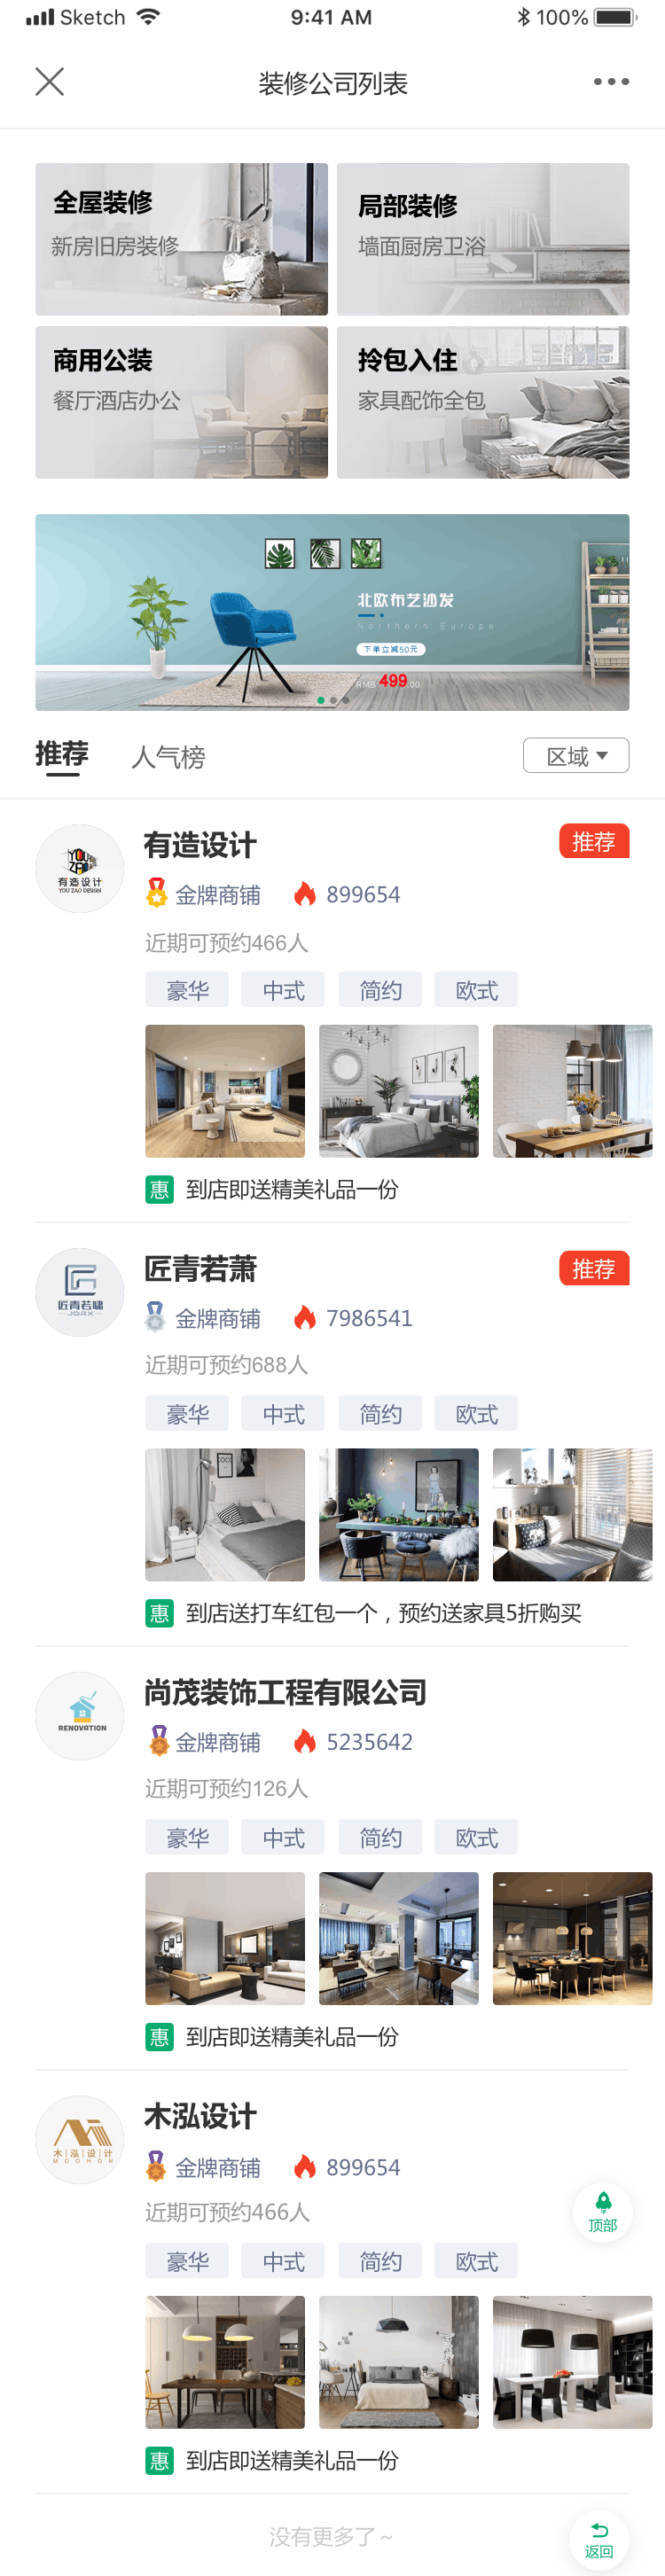 Sketch 9:41 AM 100%
装修公司列表
全屋装修
新房旧房装修
局部装修
墙面厨房卫浴
商用公装
餐厅酒店办公
拎包入住
家具配饰全包
北欧布艺沙发
Northern Europe
下单立减50元
RMB 499.00
推荐 人气榜 区域
有造设计
YOU ZAO DESIGN
有造设计 推荐
金牌商铺 899654
近期可预约466人
豪华 中式 简约 欧式
惠 到店即送精美礼品一份
匠青若啸
JQRX
匠青若萧 推荐
金牌商铺 7986541
近期可预约688人
豪华 中式 简约 欧式
惠 到店送打车红包一个，预约送家具5折购买
RENOVATION
尚茂装饰工程有限公司
金牌商铺 5235642
近期可预约126人
豪华 中式 简约 欧式
惠 到店即送精美礼品一份
木泓设计
MOOHON
木泓设计
金牌商铺 899654
近期可预约466人
顶部
豪华 中式 简约 欧式
惠 到店即送精美礼品一份
没有更多了~
返回